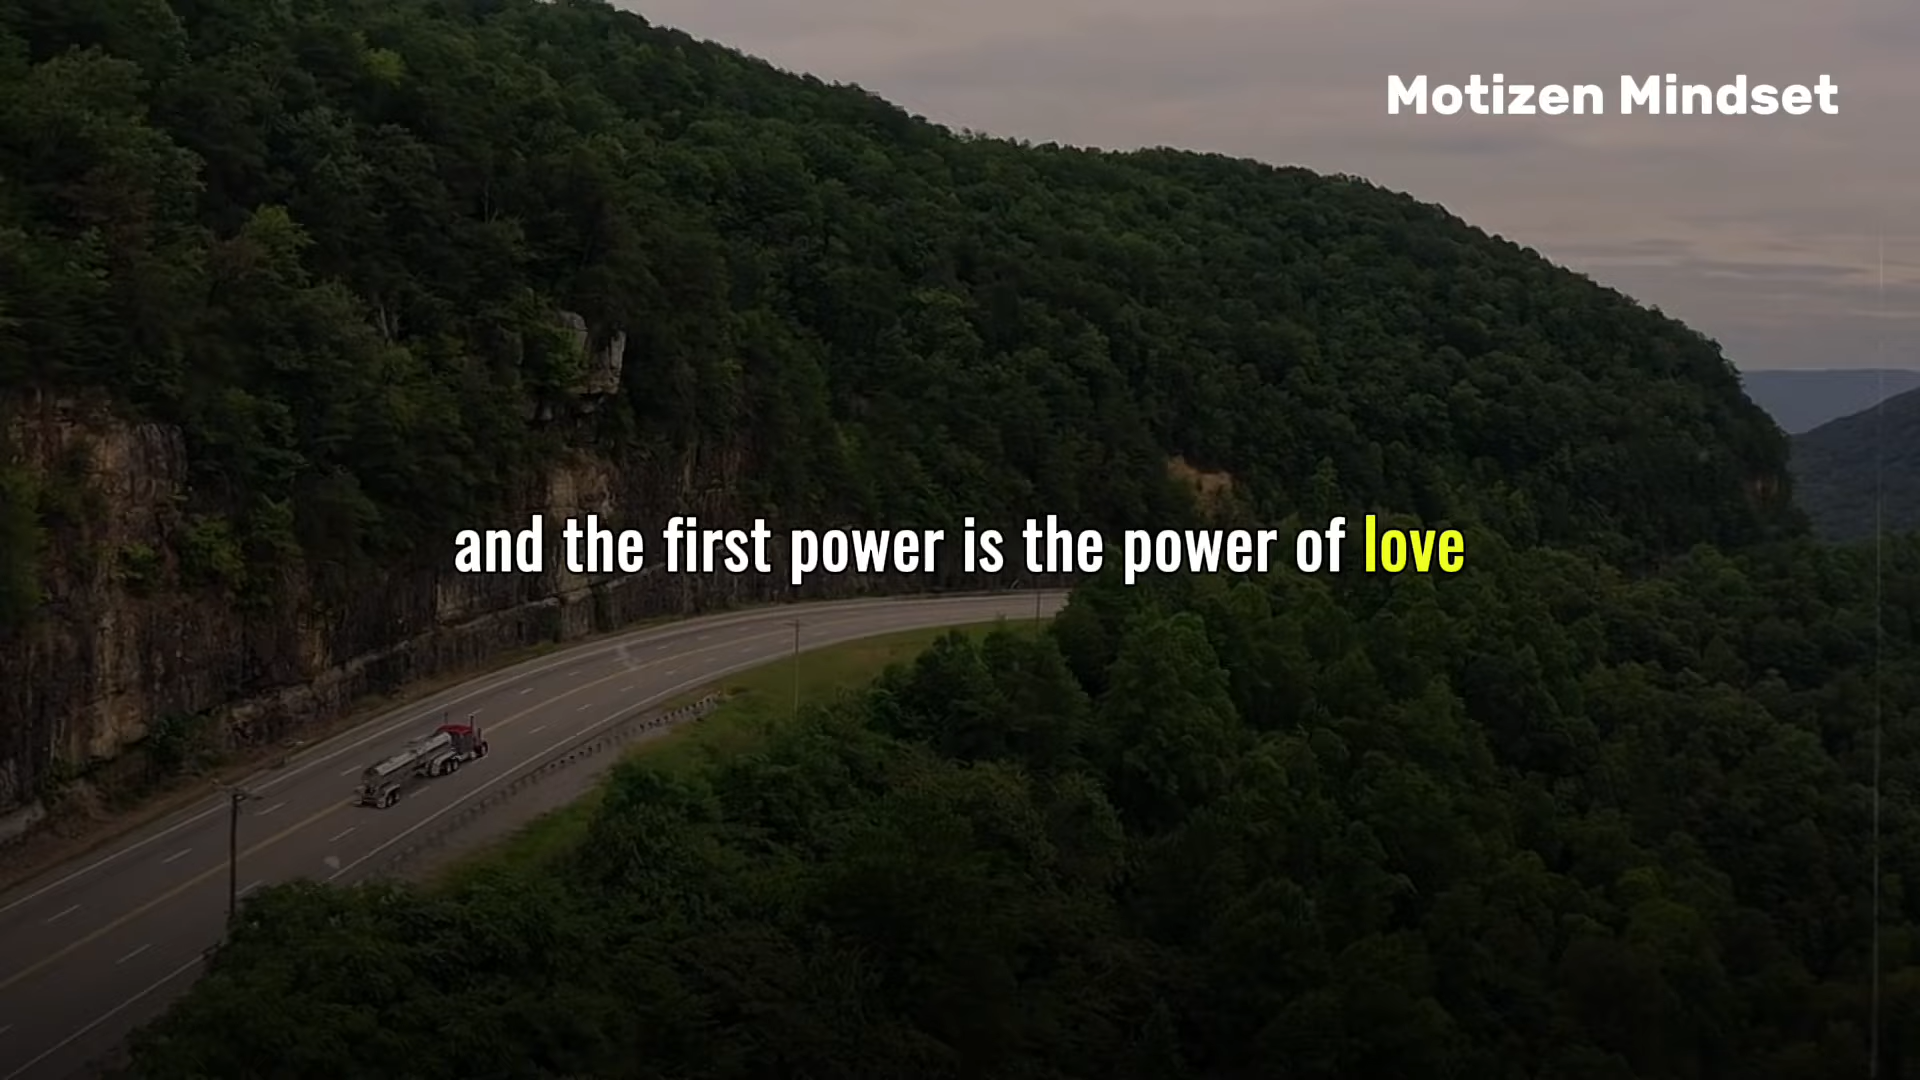 Motizen Mindset
and the first power is the power of love